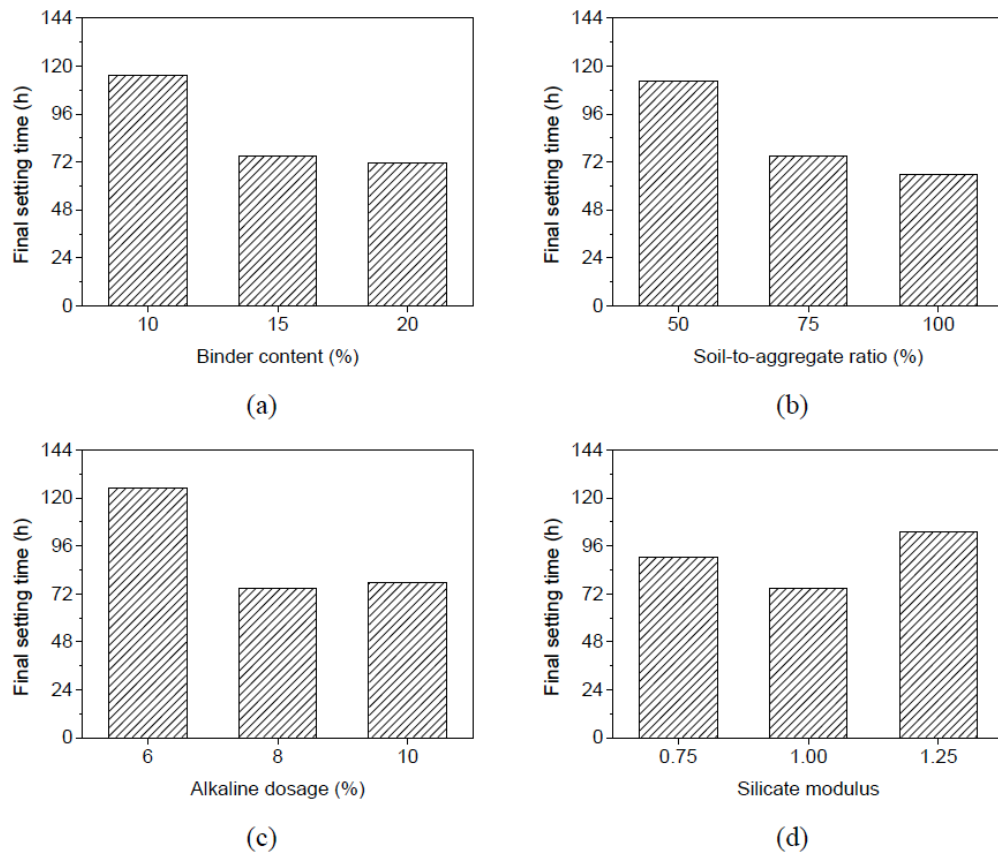 Final setting time (h)
144
120
96
72
48
24
0
10 15 20
Binder content (%)
(a)
Final setting time (h)
144
120
96
72
48
24
0
50 75 100
Soil-to-aggregate ratio (%)
(b)
Final setting time (h)
144
120
96
72
48
24
0
6 8 10
Alkaline dosage (%)
(c)
Final setting time (h)
144
120
96
72
48
24
0
0.75 1.00 1.25
Silicate modulus
(d)